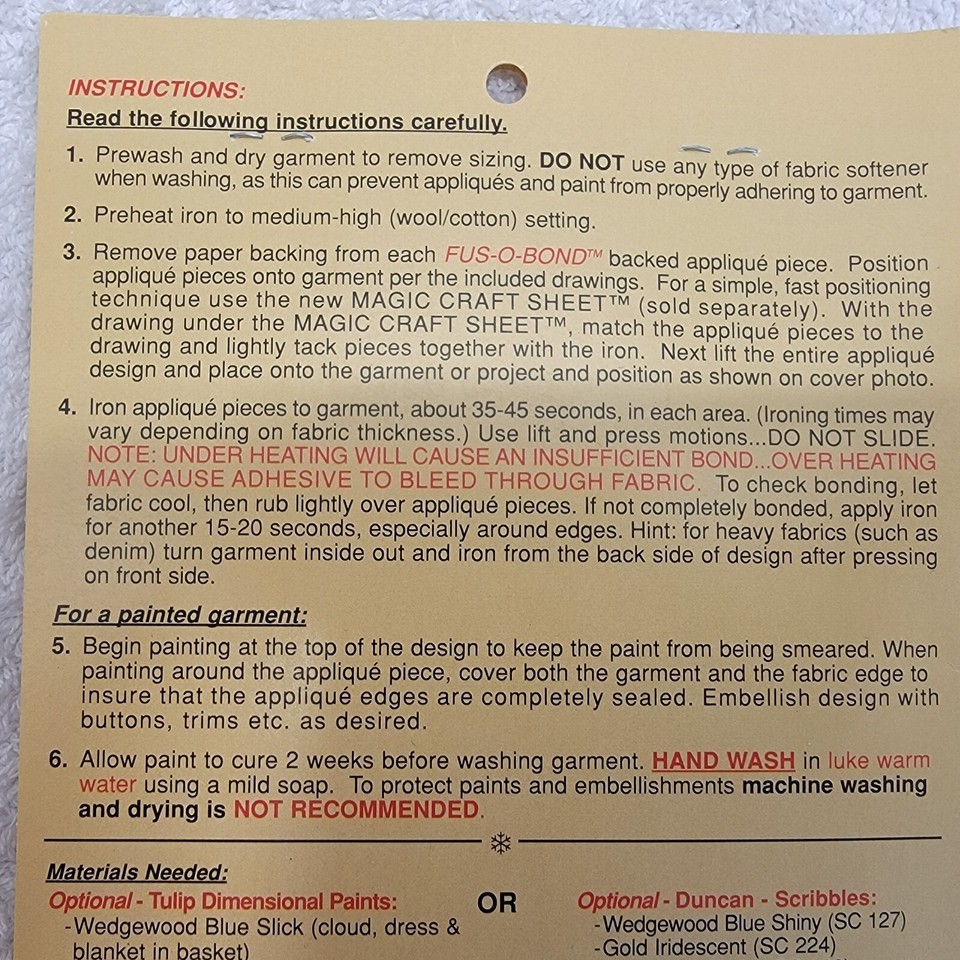 INSTRUCTIONS:
Read the following instructions carefully.
1. Prewash and dry garment to remove sizing. DO NOT use any type of fabric softener
when washing, as this can prevent appliqués and paint from properly adhering to garment.
2. Preheat iron to medium-high (wool/cotton) setting.
3. Remove paper backing from each FUS-O-BOND™ backed appliqué piece. Position
appliqué pieces onto garment per the included drawings. For a simple, fast positioning
technique use the new MAGIC CRAFT SHEET™ (sold separately). With the
drawing under the MAGIC CRAFT SHEET™, match the appliqué pieces to the
drawing and lightly tack pieces together with the iron. Next lift the entire appliqué
design and place onto the garment or project and position as shown on cover photo.
4. Iron appliqué pieces to garment, about 35-45 seconds, in each area. (Ironing times may
vary depending on fabric thickness.) Use lift and press motions...DO NOT SLIDE.
NOTE: UNDER HEATING WILL CAUSE AN INSUFFICIENT BOND...OVER HEATING
MAY CAUSE ADHESIVE TO BLEED THROUGH FABRIC. To check bonding, let
fabric cool, then rub lightly over appliqué pieces. If not completely bonded, apply iron
for another 15-20 seconds, especially around edges. Hint: for heavy fabrics (such as
denim) turn garment inside out and iron from the back side of design after pressing
on front side.
For a painted garment:
5. Begin painting at the top of the design to keep the paint from being smeared. When
painting around the appliqué piece, cover both the garment and the fabric edge to
insure that the appliqué edges are completely sealed. Embellish design with
buttons, trims etc. as desired.
6. Allow paint to cure 2 weeks before washing garment. HAND WASH in luke warm
water using a mild soap. To protect paints and embellishments machine washing
and drying is NOT RECOMMENDED.
Materials Needed:
Optional - Tulip Dimensional Paints: OR Optional - Duncan - Scribbles:
-Wedgewood Blue Slick (cloud, dress & -Wedgewood Blue Shiny (SC 127)
blanket in basket) -Gold Iridescent (SC 224)